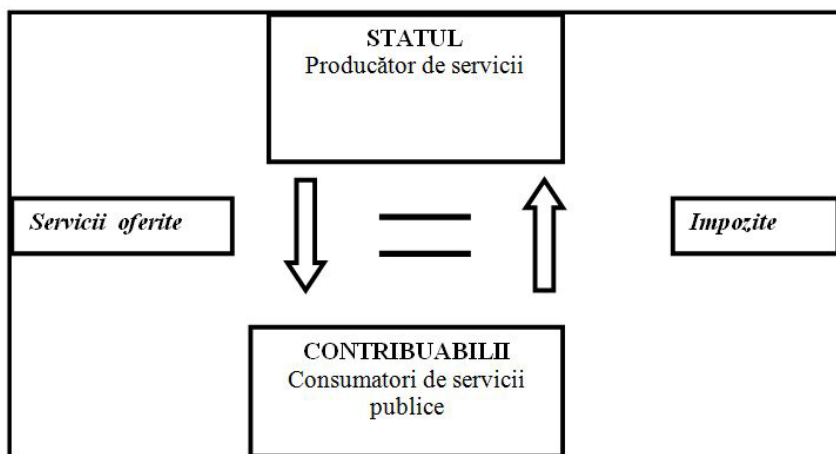 STATUL
Producător de servicii
Servicii oferite
Impozite
CONTRIBUABILII
Consumatori de servicii
publice